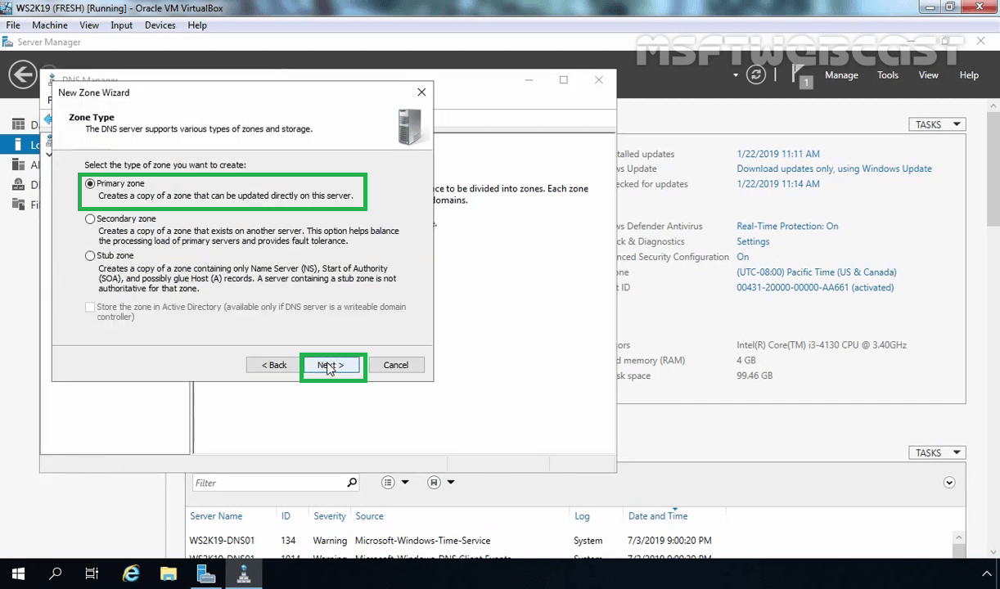 WS2K19 (FRESH) [Running] - Oracle VM VirtualBox
File Machine View Input Devices Help
Server Manager
MSFTWEBCAST
DNS Manager
1 Manage Tools View Help
New Zone Wizard
Zone Type
The DNS server supports various types of zones and storage.
Select the type of zone you want to create:
Primary zone
Creates a copy of a zone that can be updated directly on this server.
Secondary zone
Creates a copy of a zone that exists on another server. This option helps balance
the processing load of primary servers and provides fault tolerance.
Stub zone
Creates a copy of a zone containing only Name Server (NS), Start of Authority
(SOA), and possibly glue Host (A) records. A server containing a stub zone is not
authoritative for that zone.
Store the zone in Active Directory (available only if DNS server is a writeable domain
controller)
< Back Next > Cancel
to be divided into zones. Each zone
TASKS
updates 1/22/2019 11:11 AM
Update Download updates only, using Windows Update
for updates 1/22/2019 11:14 AM
Defender Antivirus Real-Time Protection: On
& Diagnostics Settings
Security Configuration On
(UTC-08:00) Pacific Time (US & Canada)
ID 00431-20000-00000-AA661 (activated)
Intel(R) Core(TM) i3-4130 CPU @ 3.40GHz
memory (RAM) 4 GB
space 99.46 GB
TASKS
Filter
Server Name ID Severity Source Log Date and Time
WS2K19-DNS01 134 Warning Microsoft-Windows-Time-Service System 7/3/2019 9:00:20 PM